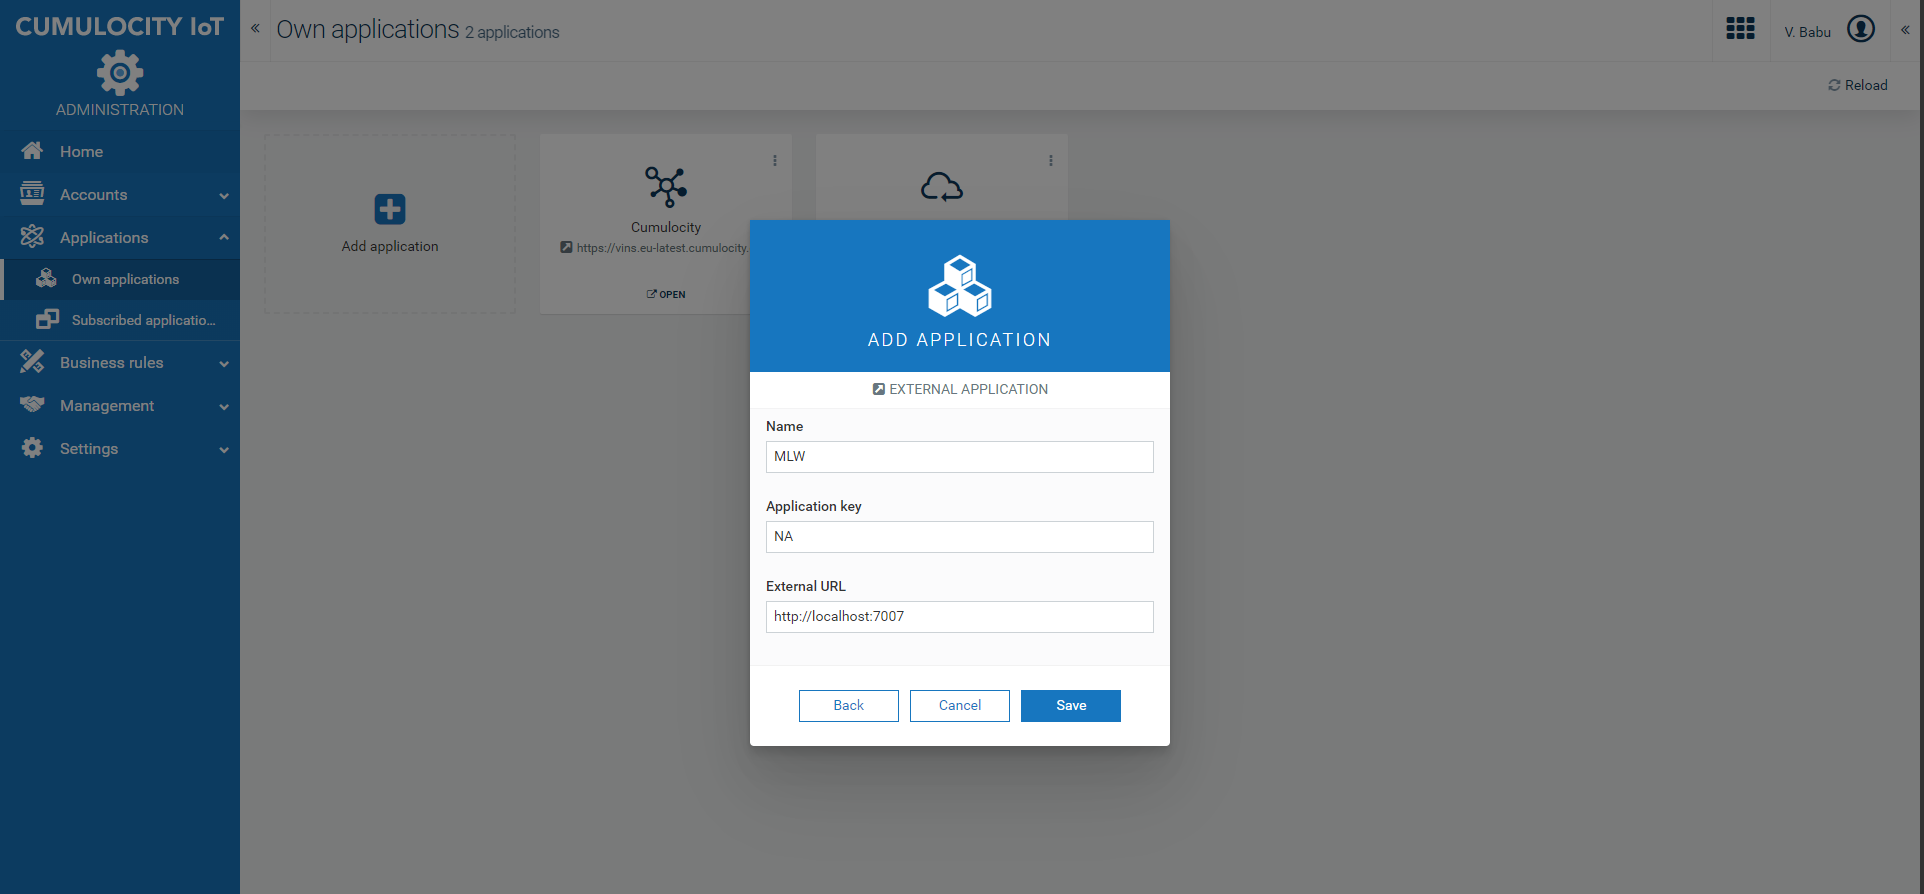 CUMULOCITY IoT
ADMINISTRATION
Home
Accounts
Applications
Own applications
Subscribed applicatio...
Business rules
Management
Settings
Own applications 2 applications
V. Babu
Reload
Add application
Cumulocity
https://vins.eu-latest.cumulocity.
OPEN
ADD APPLICATION
EXTERNAL APPLICATION
Name
MLW
Application key
NA
External URL
http://localhost:7007
Back
Cancel
Save